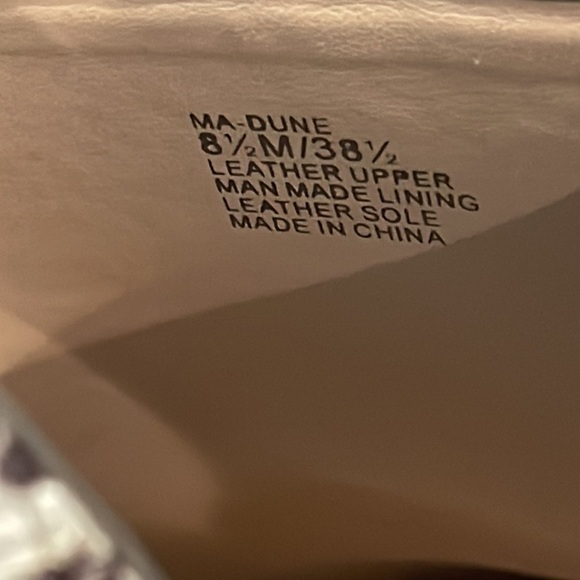 MA-DUNE
8½M/38½
LEATHER UPPER
MAN MADE LINING
LEATHER SOLE
MADE IN CHINA